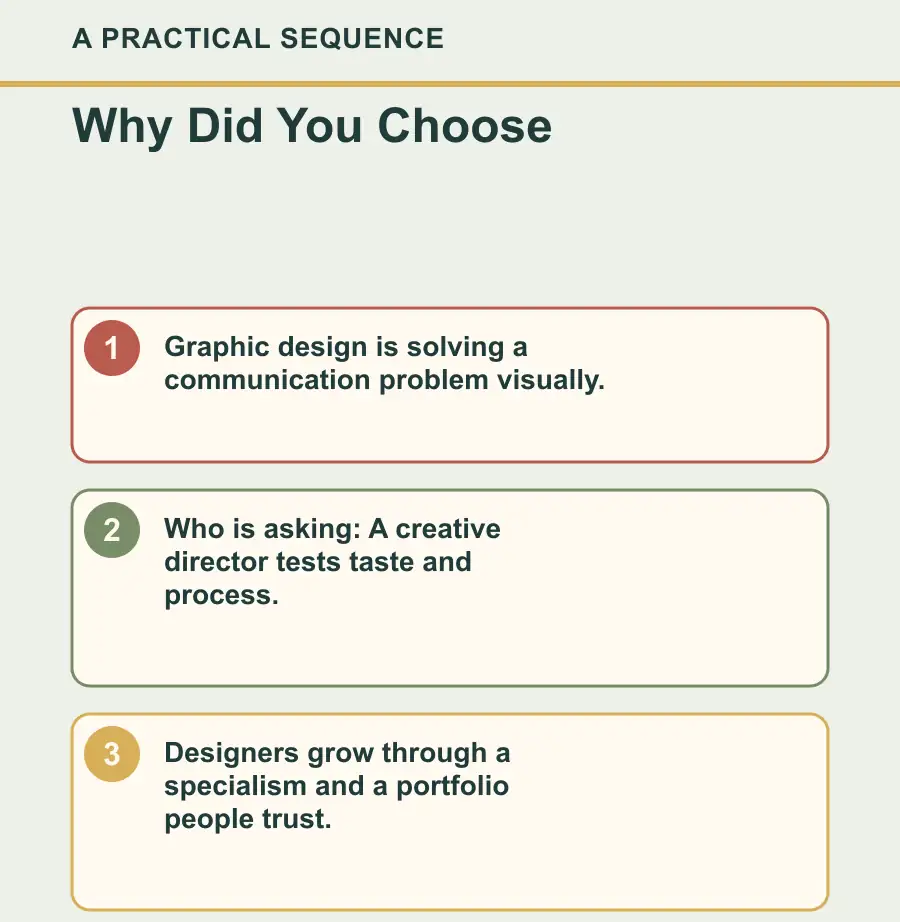 A PRACTICAL SEQUENCE
Why Did You Choose
1
Graphic design is solving a
communication problem visually.
2
Who is asking: A creative
director tests taste and
process.
3
Designers grow through a
specialism and a portfolio
people trust.